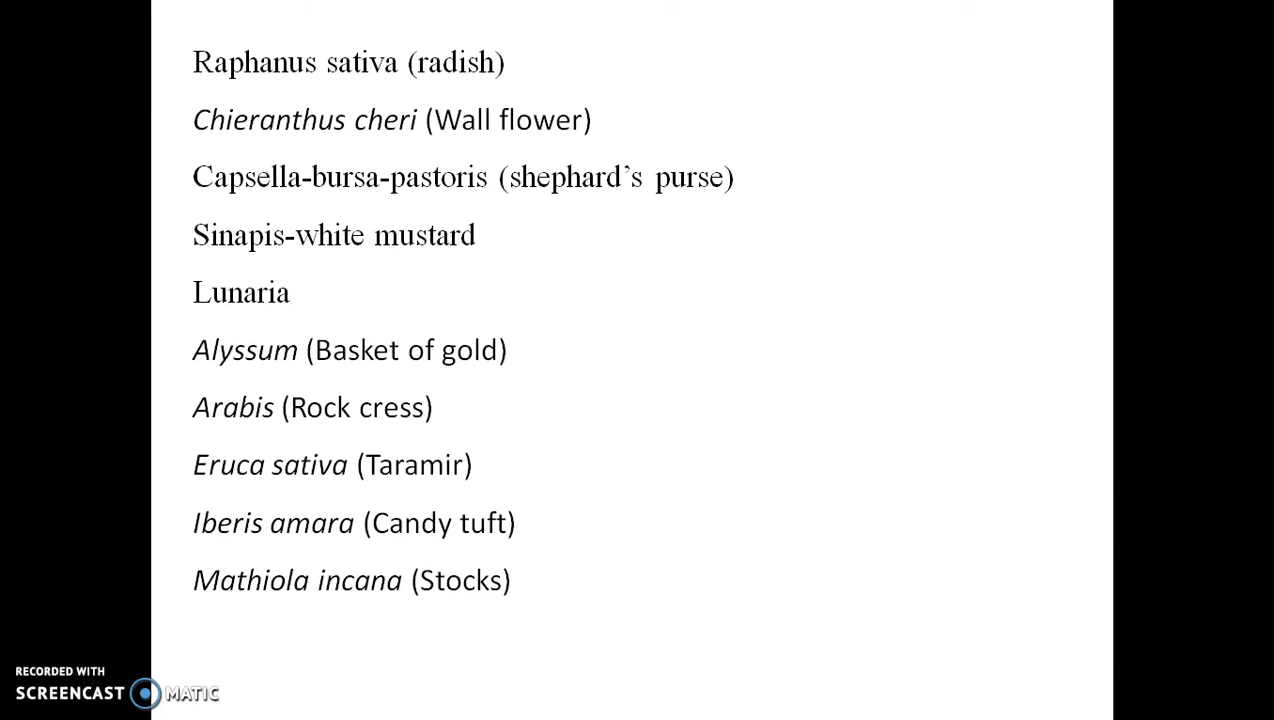 Raphanus sativa (radish)
Chieranthus cheri (Wall flower)
Capsella-bursa-pastoris (shephard’s purse)
Sinapis-white mustard
Lunaria
Alyssum (Basket of gold)
Arabis (Rock cress)
Eruca sativa (Taramir)
Iberis amara (Candy tuft)
Mathiola incana (Stocks)
RECORDED WITH
SCREENCAST MATIC